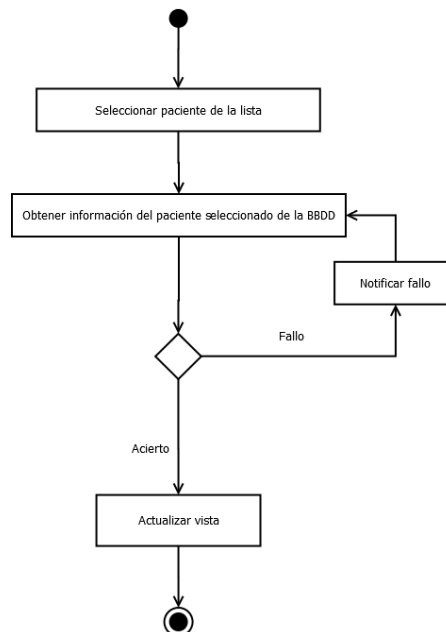 Seleccionar paciente de la lista
Obtener información del paciente seleccionado de la BBDD
Notificar fallo
Fallo
Acierto
Actualizar vista